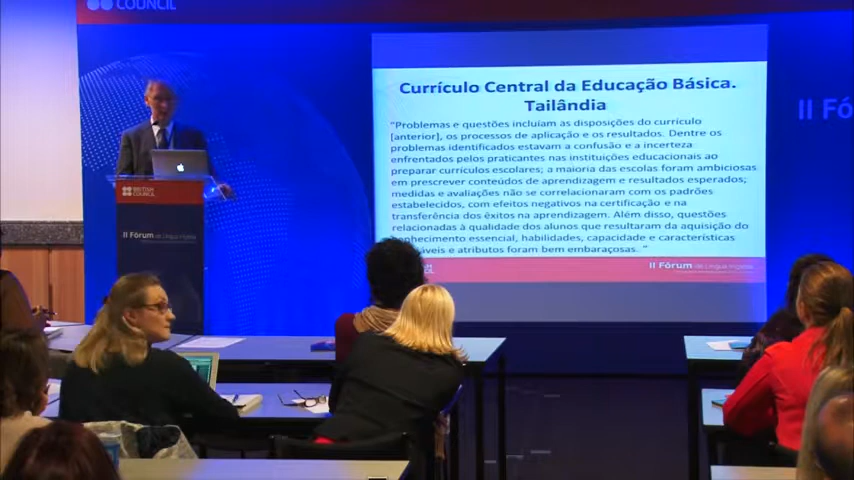 COUNCIL
Currículo Central da Educação Básica.
Tailândia
"Problemas e questões incluiam as disposições do currículo
[anterior], os processos de aplicação e os resultados. Dentre os
problemas identificados estavam a confusão e a incerteza
enfrentados pelos praticantes nas instituições educacionais ao
preparar currículos escolares; a maioria das escolas foram ambiciosas
em prescrever conteúdos de aprendizagem e resultados esperados;
medidas e avaliações não se correlacionaram com os padrões
estabelecidos, com efeitos negativos na certificação e na
transferência dos êxitos na aprendizagem. Além disso, questões
relacionadas à qualidade dos alunos que resultaram da aquisição do
conhecimento essencial, habilidades, capacidade e características
e atributos foram bem embaraçosas. "
II Fórum de Língua Inglesa
II Fó
BRITISH
COUNCIL
II Fórum de Língua Inglesa